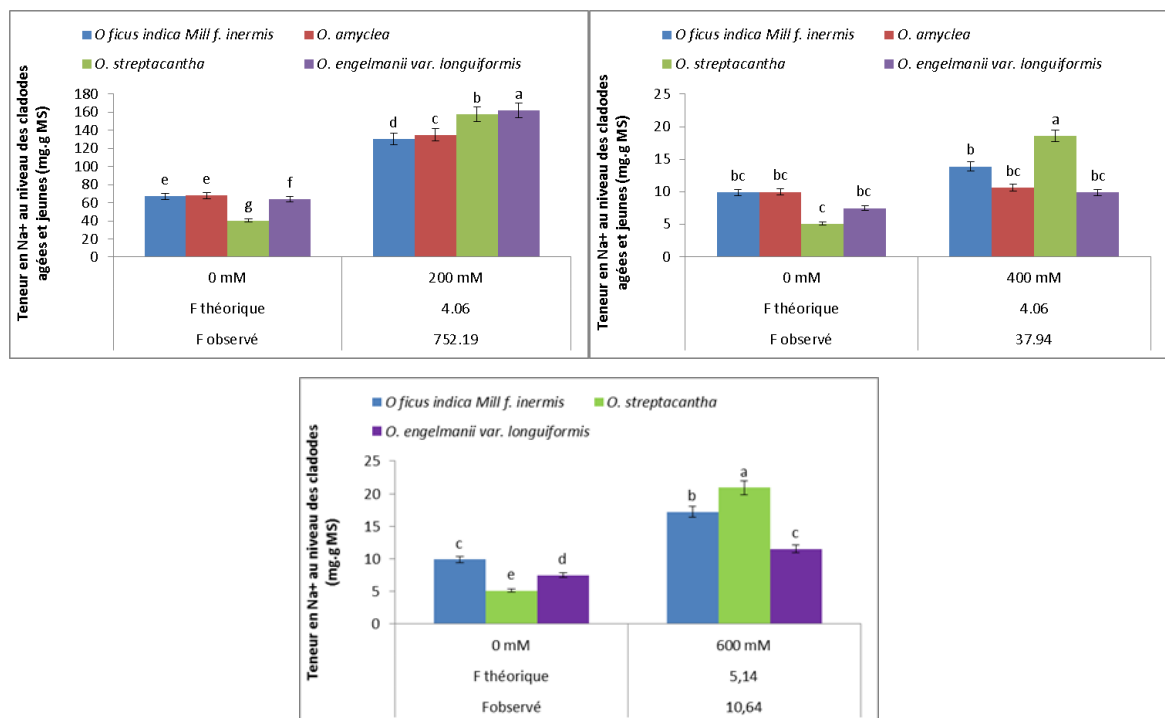 O ficus indica Mill f. inermis
O. amyclea
O. streptacantha
O. engelmanii var. longuiformis
Teneur en Na+ au niveau des cladodes
agées et jeunes (mg.g MS)
180
160
140
120
100
80
60
40
20
0
e
e
g
f
d
c
b
a
0 mM
200 mM
F théorique
4.06
F observé
752.19
O ficus indica Mill f. inermis
O. amyclea
O. streptacantha
O. engelmanii var. longuiformis
Teneur en Na+ au niveau des cladodes
agées et jeunes (mg.g MS)
25
20
15
10
5
0
bc
bc
c
bc
b
bc
a
bc
0 mM
400 mM
F théorique
4.06
F observé
37.94
O ficus indica Mill f. inermis
O. streptacantha
O. engelmanii var. longuiformis
Teneur en Na+ au niveau des cladodes
(mg.g MS)
25
20
15
10
5
0
c
e
d
b
a
c
0 mM
600 mM
F théorique
5,14
Fobservé
10,64